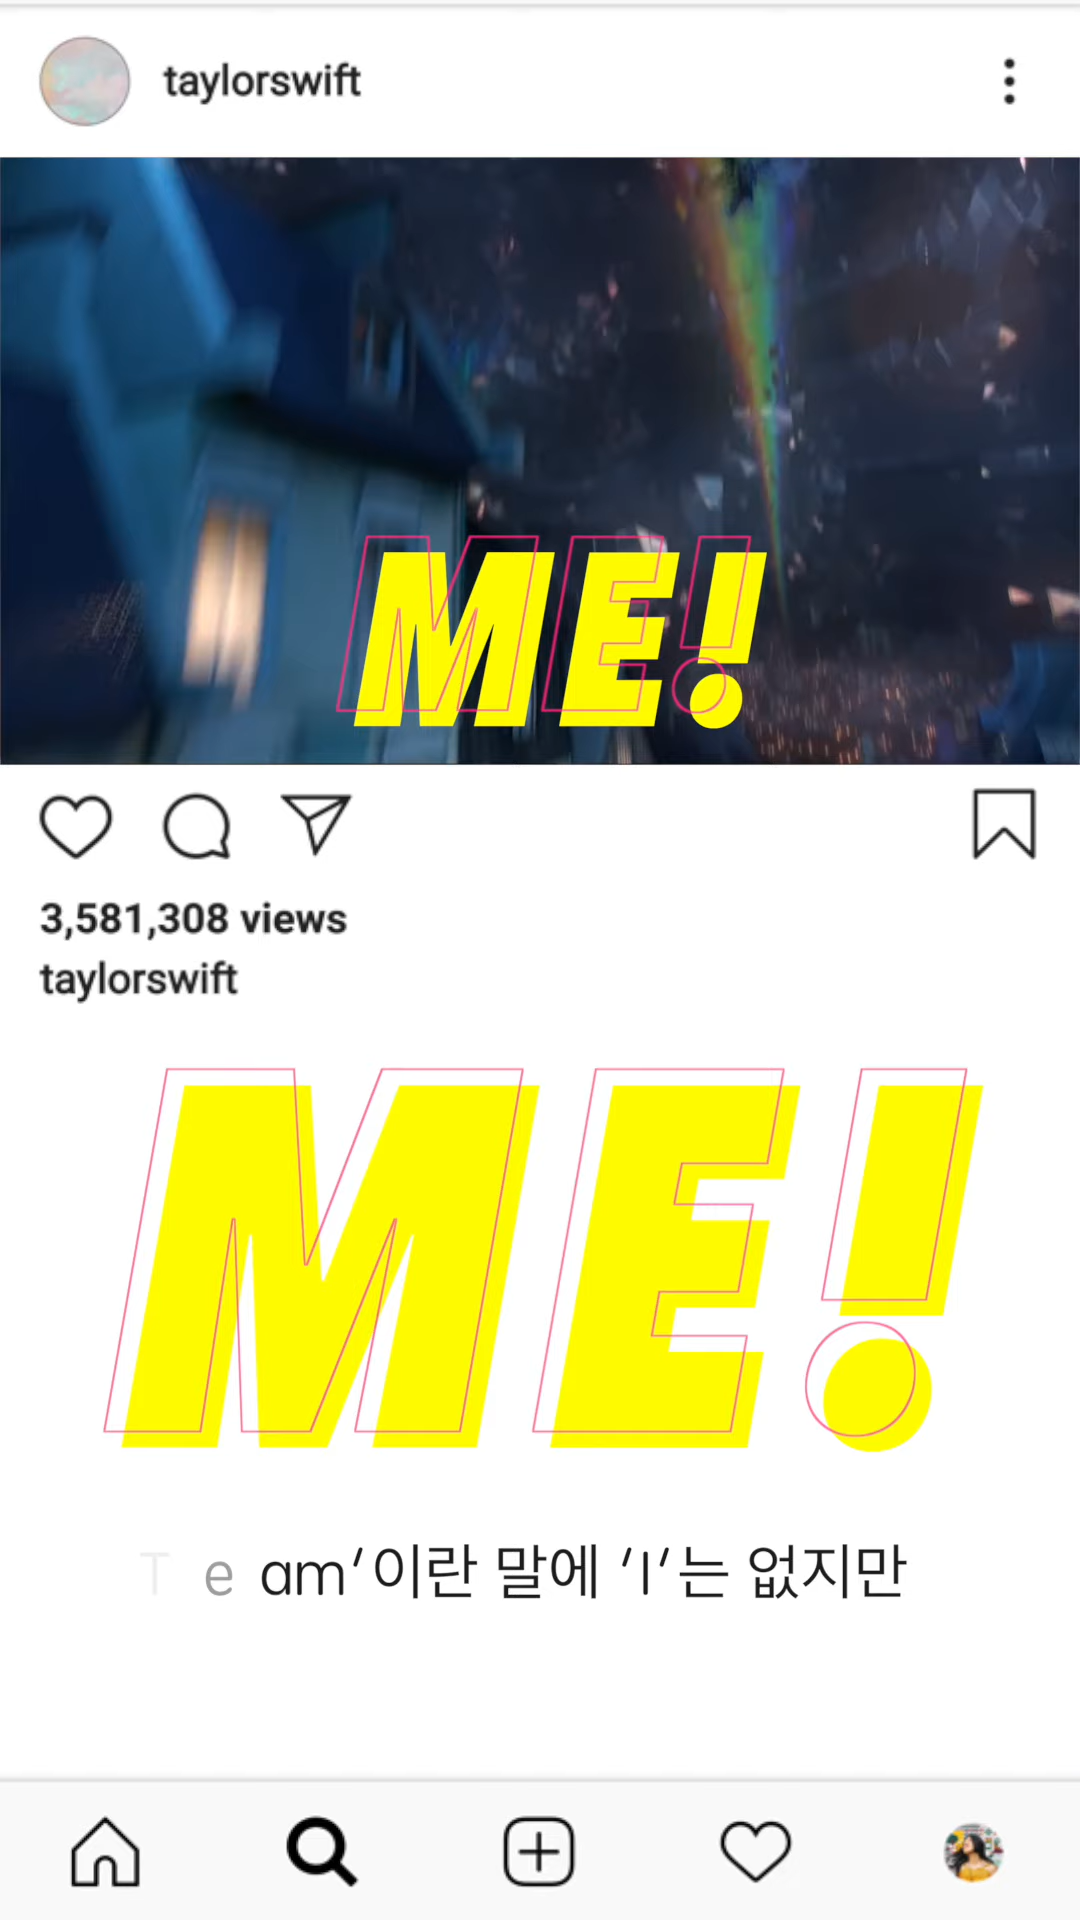 taylorswift
ME!
3,581,308 views
taylorswift
ME!
T e am'이란 말에 'I'는 없지만